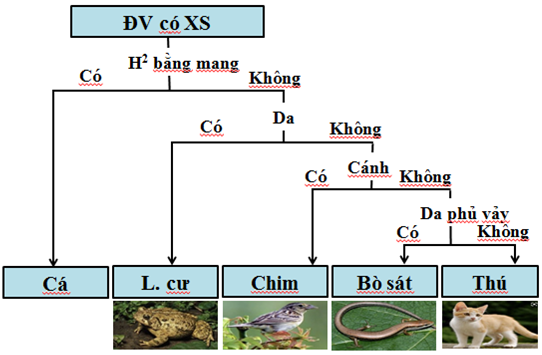 ĐV có XS
H² bằng mang
Có
Không
Da
Có
Không
Cánh
Có
Không
Da phủ vảy
Có
Không
Cá
L. cư
Chim
Bò sát
Thú